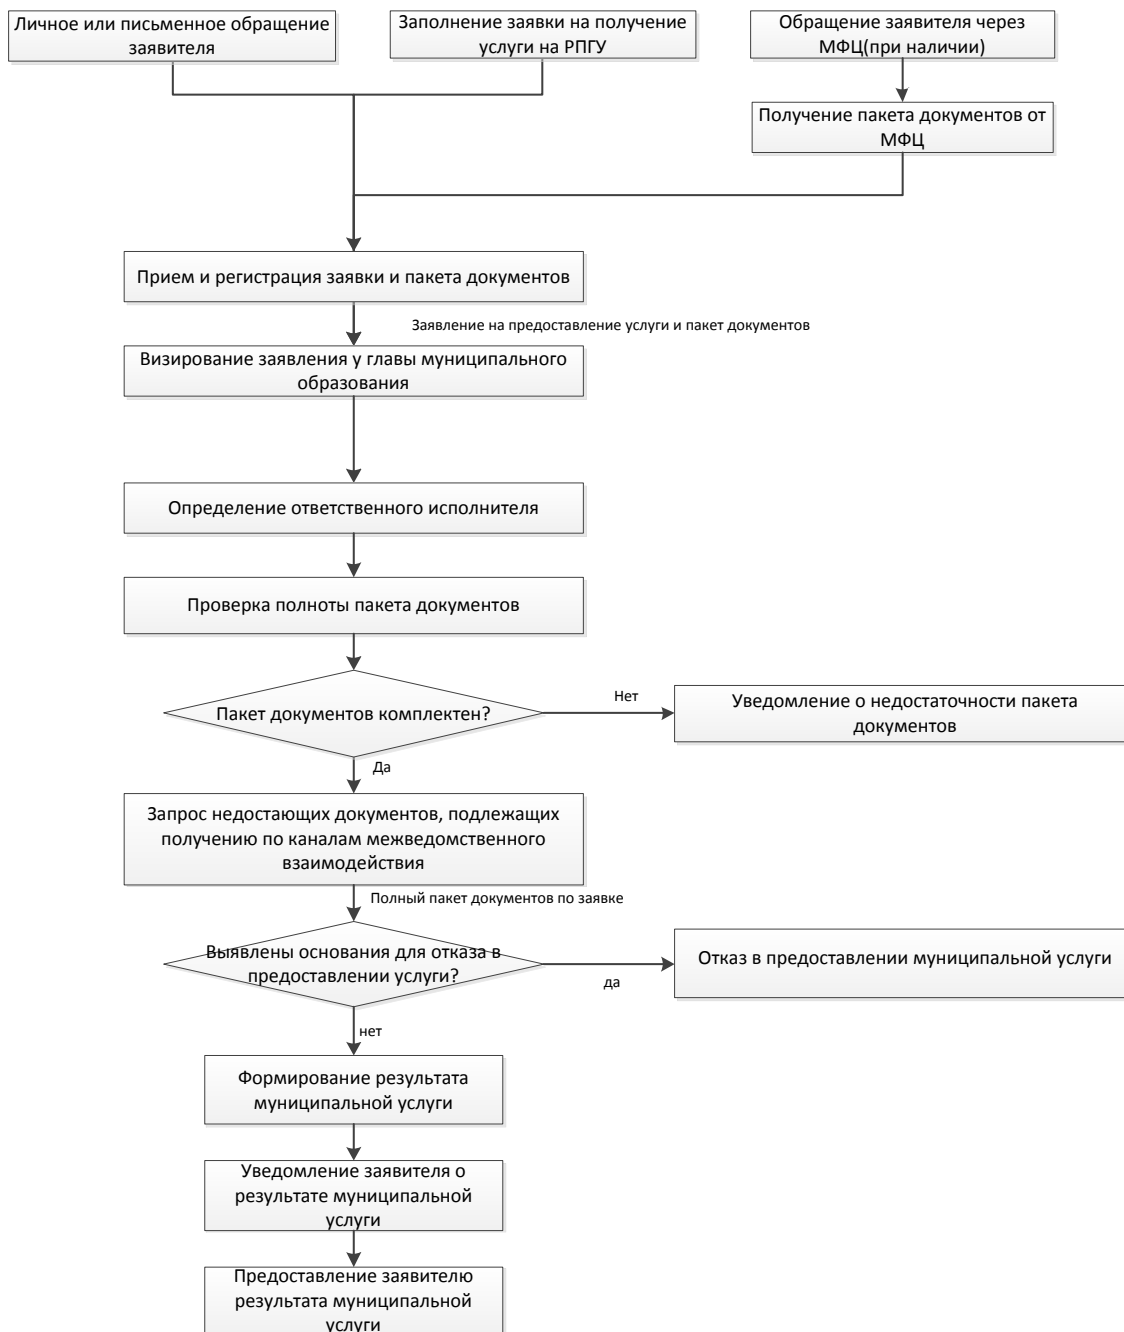 Личное или письменное обращение
заявителя
Заполнение заявки на получение
услуги на РПГУ
Обращение заявителя через
МФЦ(при наличии)
Получение пакета документов от
МФЦ
Прием и регистрация заявки и пакета документов
Заявление на предоставление услуги и пакет документов
Визирование заявления у главы муниципального
образования
Определение ответственного исполнителя
Проверка полноты пакета документов
Пакет документов комплектен?
Нет
Уведомление о недостаточности пакета
документов
Да
Запрос недостающих документов, подлежащих
получению по каналам межведомственного
взаимодействия
Полный пакет документов по заявке
Выявлены основания для отказа в
предоставлении услуги?
да
Отказ в предоставлении муниципальной услуги
нет
Формирование результата
муниципальной услуги
Уведомление заявителя о
результате муниципальной
услуги
Предоставление заявителю
результата муниципальной
услуги